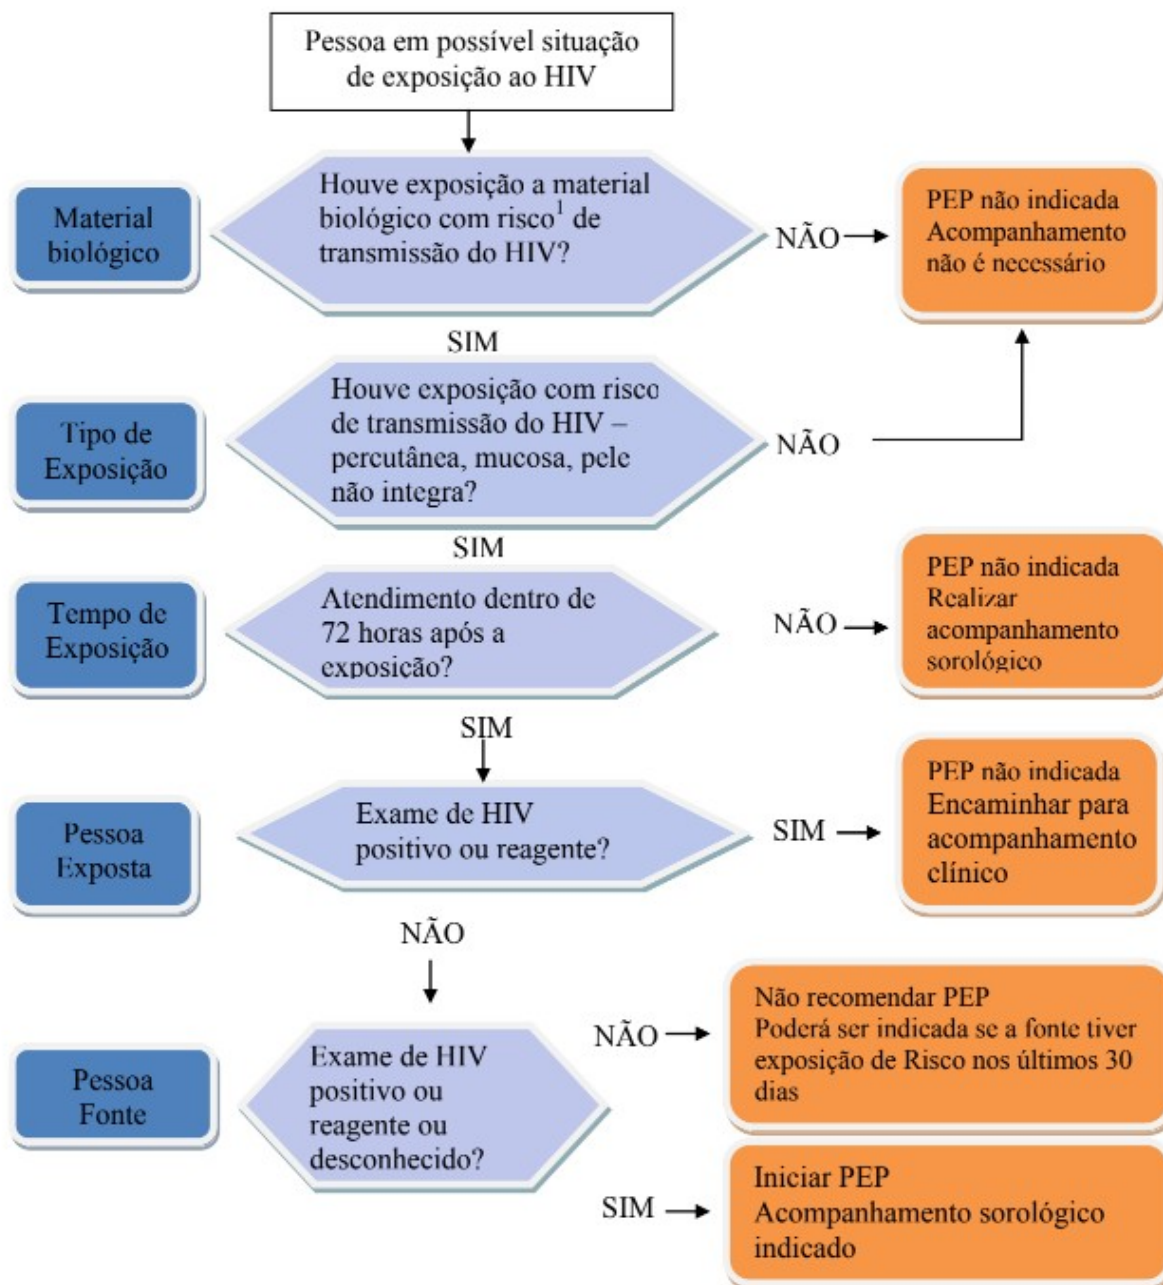 Pessoa em possível situação
de exposição ao HIV
Material
biológico
Houve exposição a material
biológico com risco¹ de
transmissão do HIV?
NÃO
PEP não indicada
Acompanhamento
não é necessário
SIM
Tipo de
Exposição
Houve exposição com risco
de transmissão do HIV –
percutânea, mucosa, pele
não integra?
NÃO
SIM
Tempo de
Exposição
Atendimento dentro de
72 horas após a
exposição?
NÃO
PEP não indicada
Realizar
acompanhamento
sorológico
SIM
Pessoa
Exposta
Exame de HIV
positivo ou reagente?
SIM
PEP não indicada
Encaminhar para
acompanhamento
clínico
NÃO
Pessoa
Fonte
Exame de HIV
positivo ou
reagente ou
desconhecido?
NÃO
Não recomendar PEP
Poderá ser indicada se a fonte tiver
exposição de Risco nos últimos 30
dias
SIM
Iniciar PEP
Acompanhamento sorológico
indicado